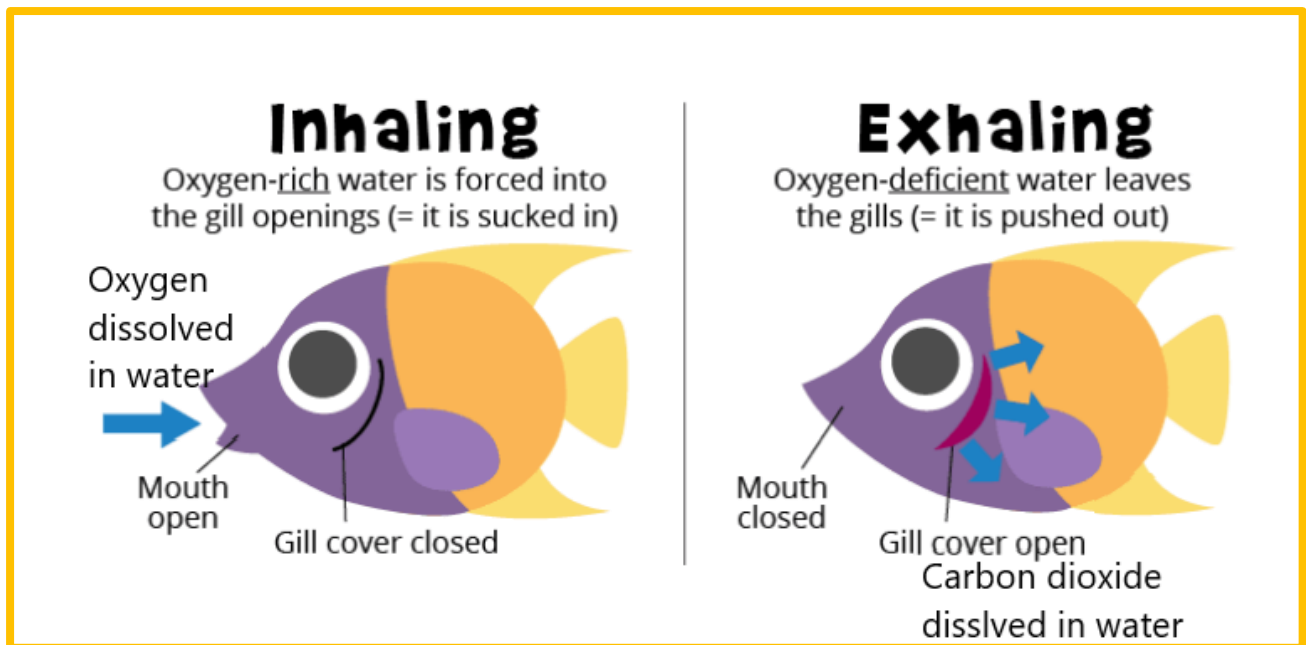 Inhaling
Oxygen-rich water is forced into
the gill openings (= it is sucked in)
Oxygen
dissolved
in water
Mouth
open
Gill cover closed
Exhaling
Oxygen-deficient water leaves
the gills (= it is pushed out)
Mouth
closed
Gill cover open
Carbon dioxide
disslved in water